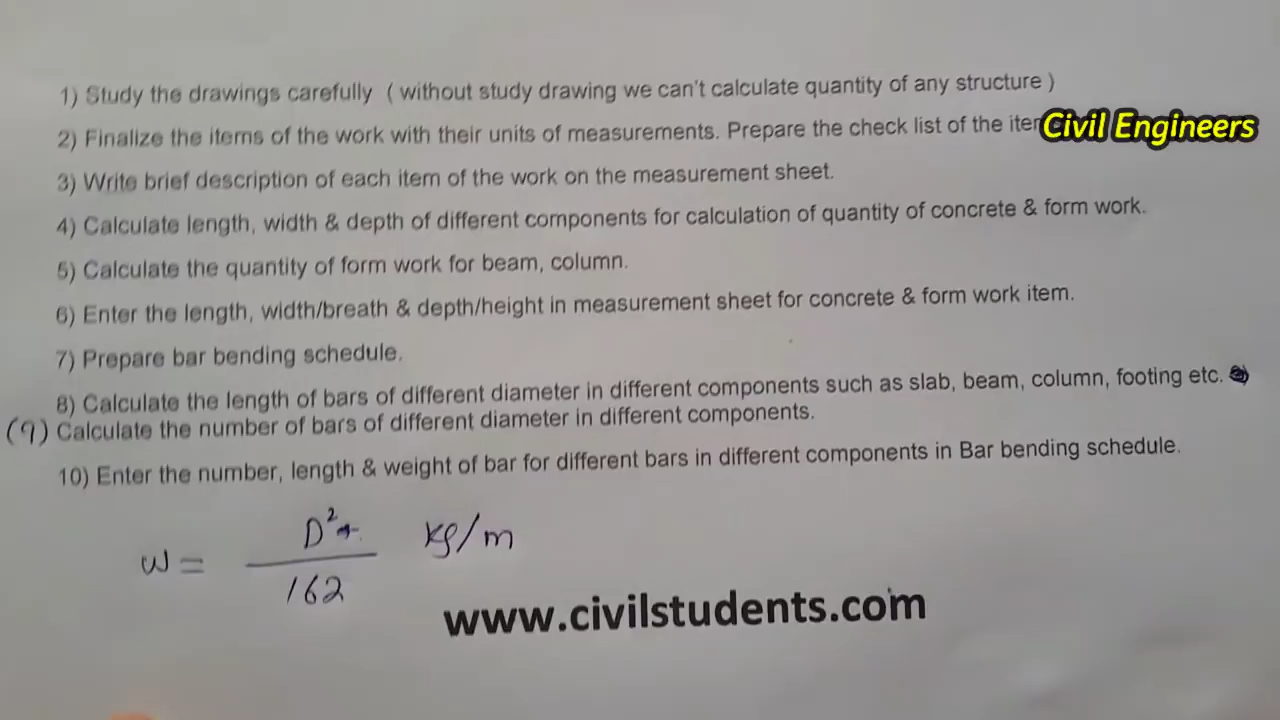 1) Study the drawings carefully ( without study drawing we can't calculate quantity of any structure )
2) Finalize the items of the work with their units of measurements. Prepare the check list of the
Civil Engineers
3) Write brief description of each item of the work on the measurement sheet.
4) Calculate length, width & depth of different components for calculation of quantity of concrete & form work.
5) Calculate the quantity of form work for beam, column.
6) Enter the length, width/breath & depth/height in measurement sheet for concrete & form work item.
7) Prepare bar bending schedule.
8) Calculate the length of bars of different diameter in different components such as slab, beam, column, footing etc.
(9) Calculate the number of bars of different diameter in different components.
10) Enter the number, length & weight of bar for different bars in different components in Bar bending schedule.
D²
w = kg/m
162
www.civilstudents.com